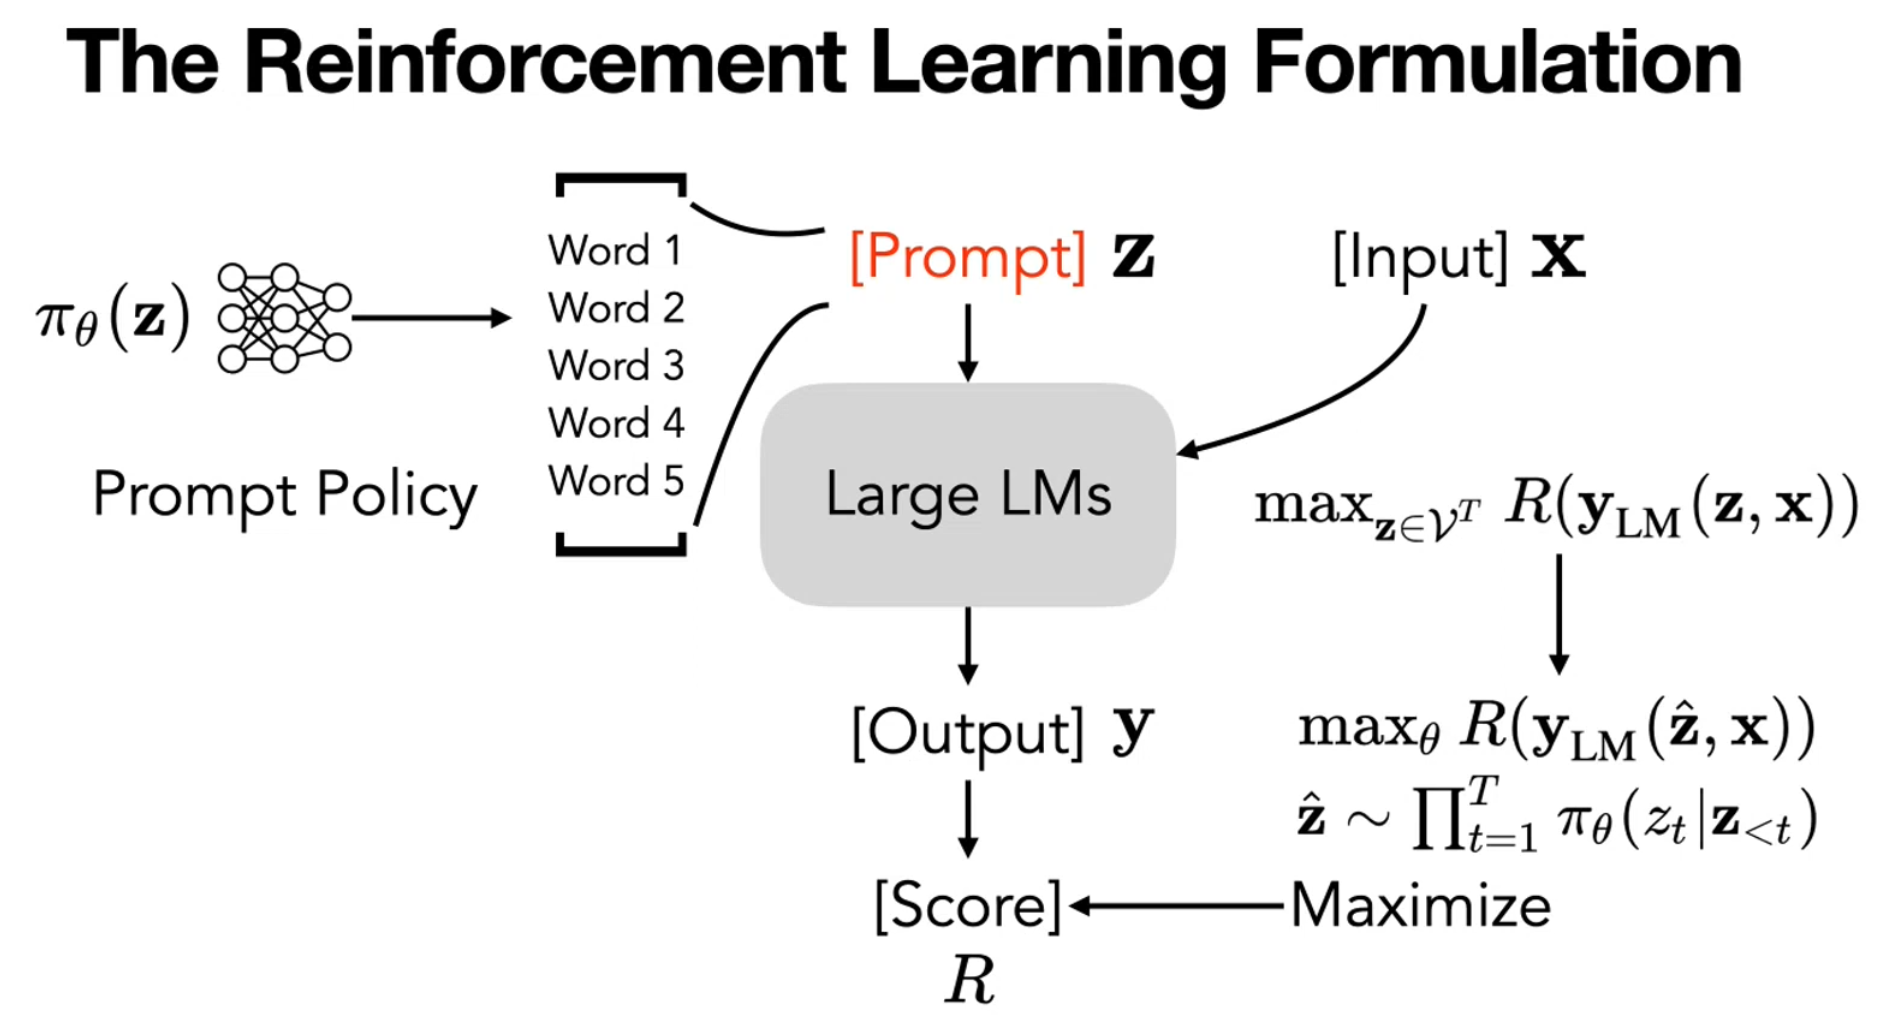 The Reinforcement Learning Formulation
π_θ(z)
Prompt Policy
Word 1
Word 2
Word 3
Word 4
Word 5
[Prompt] z
[Input] x
Large LMs
[Output] y
[Score]
R
max_{z∈𝒱^T} R(y_LM(z, x))
max_θ R(y_LM(ẑ, x))
ẑ ∼ ∏_{t=1}^{T} π_θ(z_t|z_{<t})
Maximize